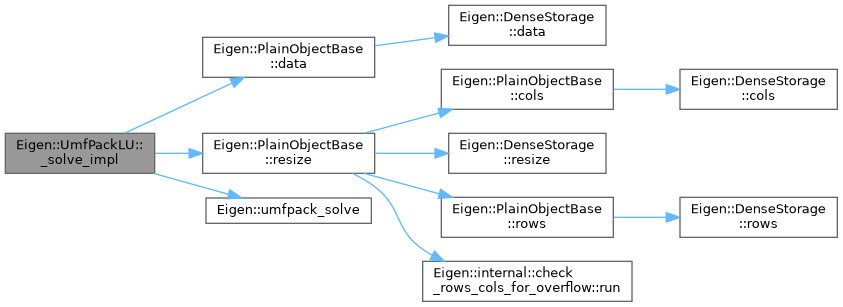 Eigen::UmfPackLU::
_solve_impl
Eigen::PlainObjectBase
::data
Eigen::DenseStorage
::data
Eigen::PlainObjectBase
::resize
Eigen::PlainObjectBase
::cols
Eigen::DenseStorage
::cols
Eigen::DenseStorage
::resize
Eigen::PlainObjectBase
::rows
Eigen::DenseStorage
::rows
Eigen::internal::check
_rows_cols_for_overflow::run
Eigen::umfpack_solve